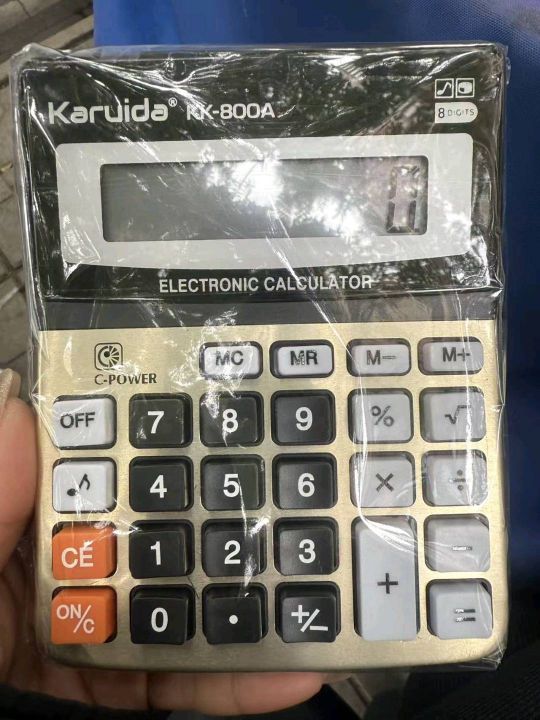 Karuida® KK-800A
8 DIGITS
0
ELECTRONIC CALCULATOR
C-POWER
MC MR M− M+
OFF 7 8 9 % √
♪ 4 5 6 × ÷
CE 1 2 3 + −
ON/C 0 . +/− =